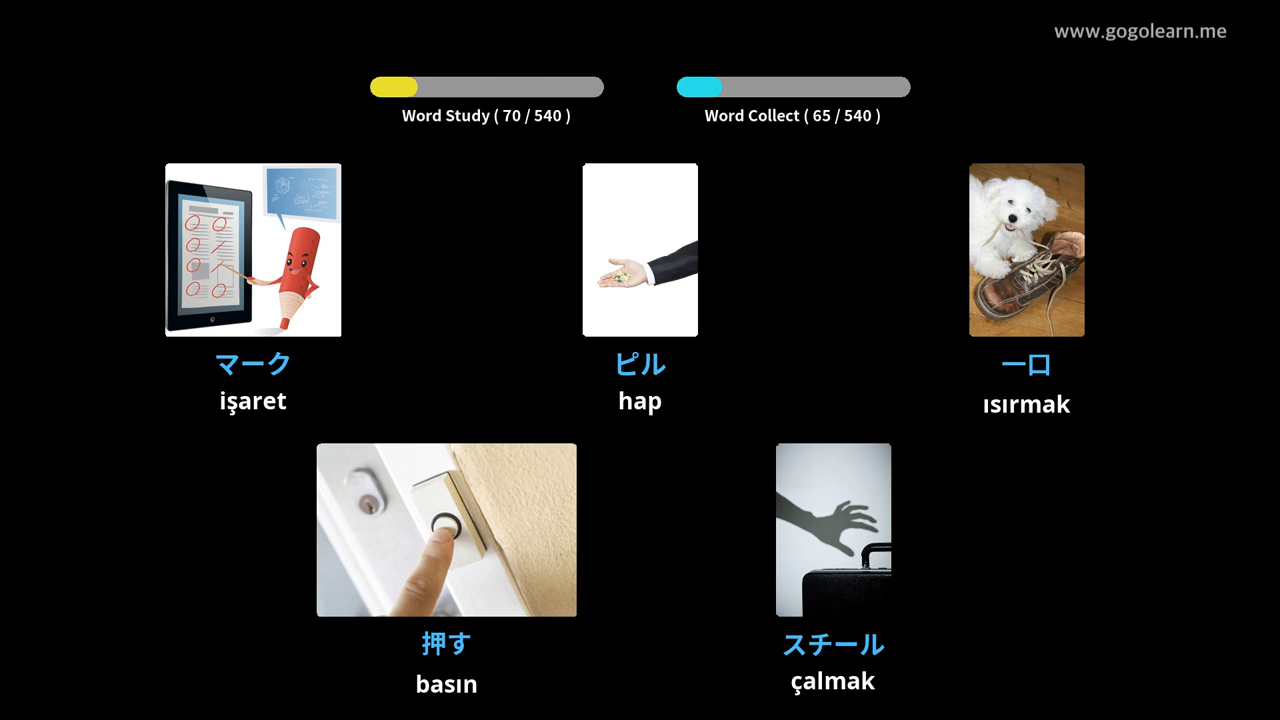 www.gogolearn.me
Word Study ( 70 / 540 )
Word Collect ( 65 / 540 )
マーク
işaret
ピル
hap
一口
ısırmak
押す
basın
スチール
çalmak